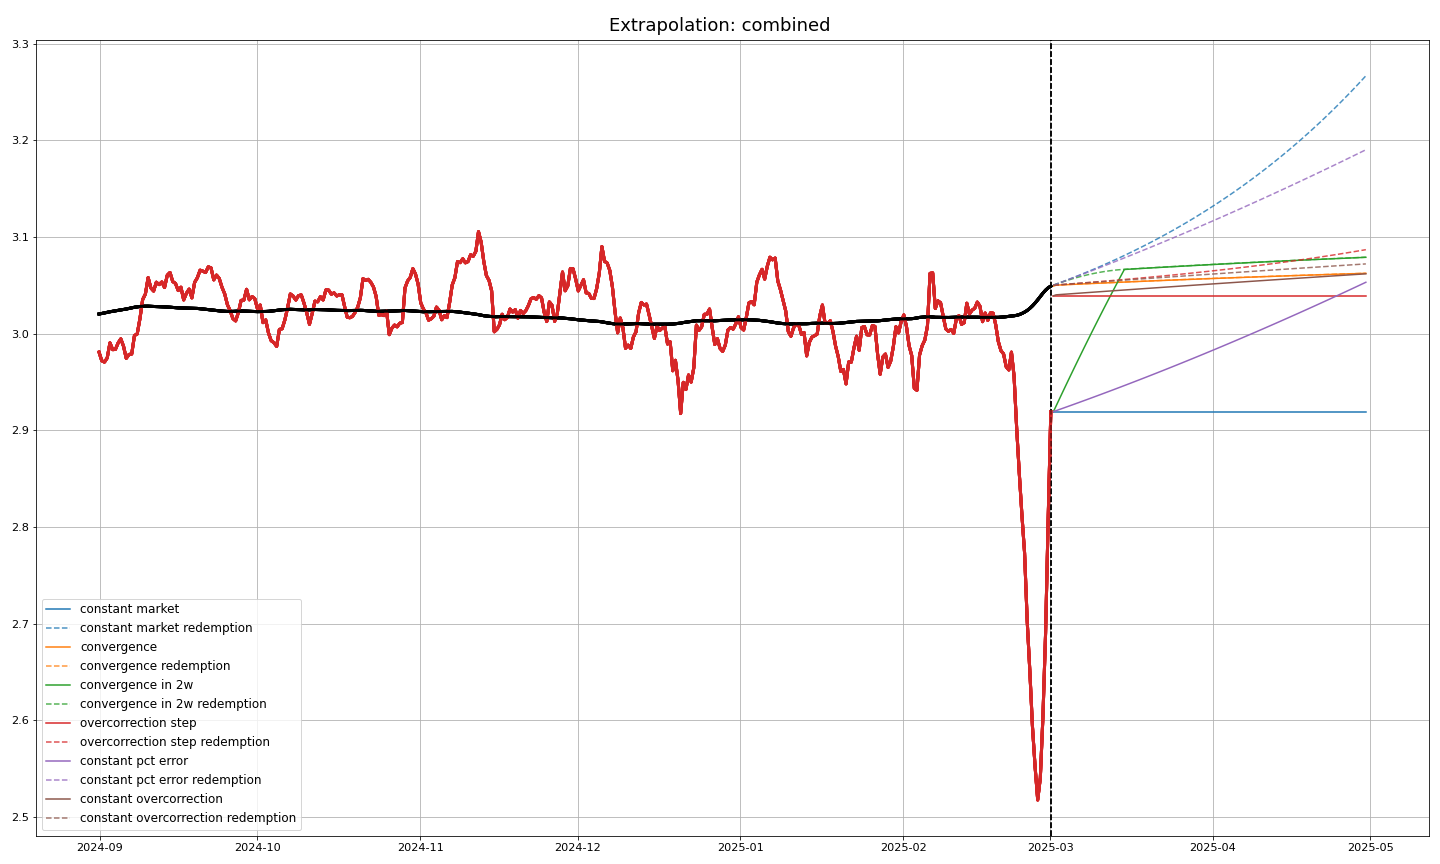 Extrapolation: combined
3.3
3.2
3.1
3.0
2.9
2.8
2.7
2.6
2.5
constant market
constant market redemption
convergence
convergence redemption
convergence in 2w
convergence in 2w redemption
overcorrection step
overcorrection step redemption
constant pct error
constant pct error redemption
constant overcorrection
constant overcorrection redemption
2024-09 2024-10 2024-11 2024-12 2025-01 2025-02 2025-03 2025-04 2025-05